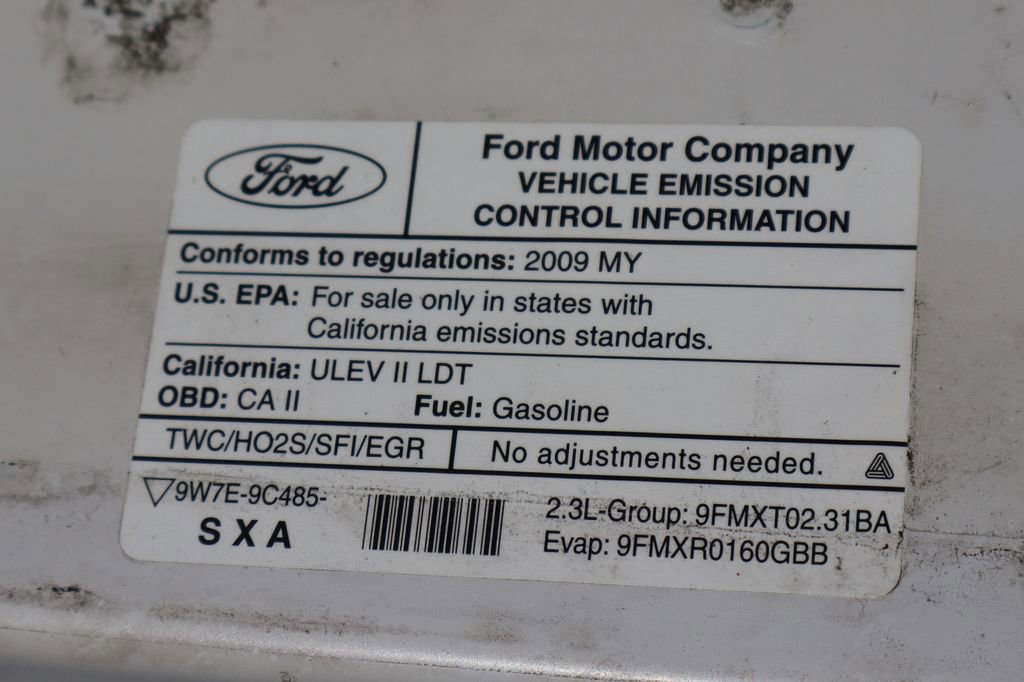 Ford
Ford Motor Company
VEHICLE EMISSION
CONTROL INFORMATION
Conforms to regulations: 2009 MY
U.S. EPA: For sale only in states with
California emissions standards.
California: ULEV II LDT
OBD: CA II Fuel: Gasoline
TWC/HO2S/SFI/EGR No adjustments needed.
9W7E-9C485-
SXA
2.3L-Group: 9FMXT02.31BA
Evap: 9FMXR0160GBB